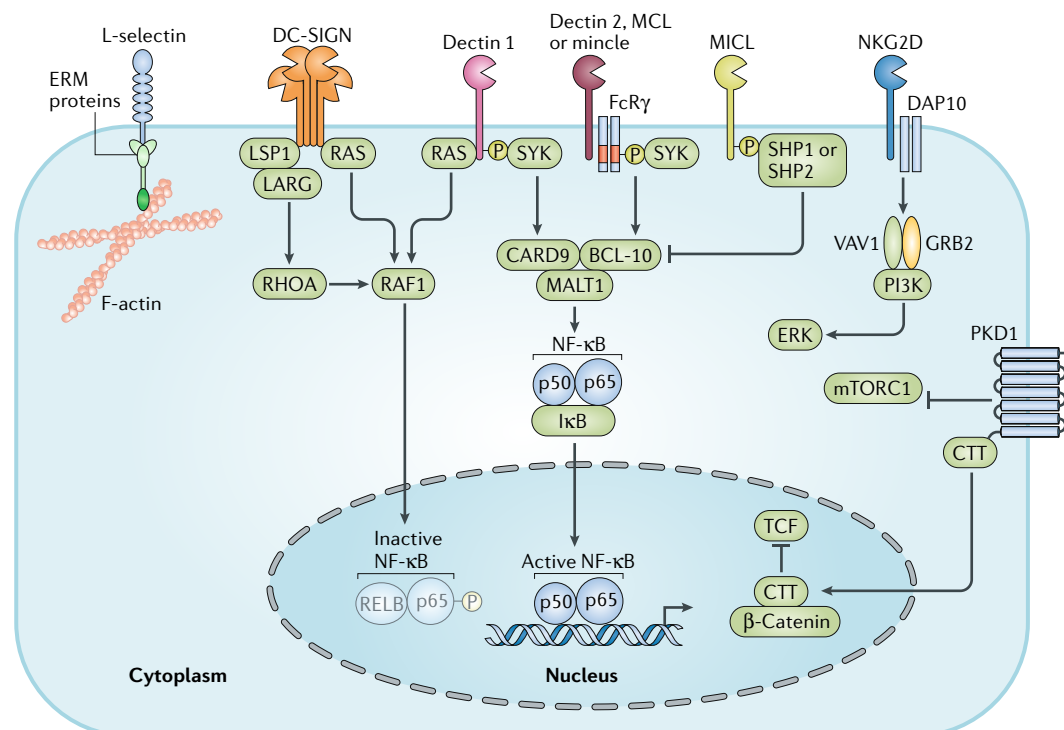 L-selectin
DC-SIGN
Dectin 1
Dectin 2, MCL
or mincle
MICL
NKG2D
ERM
proteins
FcRγ
DAP10
LSP1
RAS
LARG
RAS
P
SYK
P
SYK
P
SHP1 or
SHP2
F-actin
RHOA
RAF1
CARD9
BCL-10
MALT1
VAV1
GRB2
PI3K
ERK
PKD1
NF-κB
p50
p65
IκB
mTORC1
CTT
Inactive
NF-κB
RELB
p65
P
Active NF-κB
p50
p65
TCF
CTT
β-Catenin
Cytoplasm
Nucleus